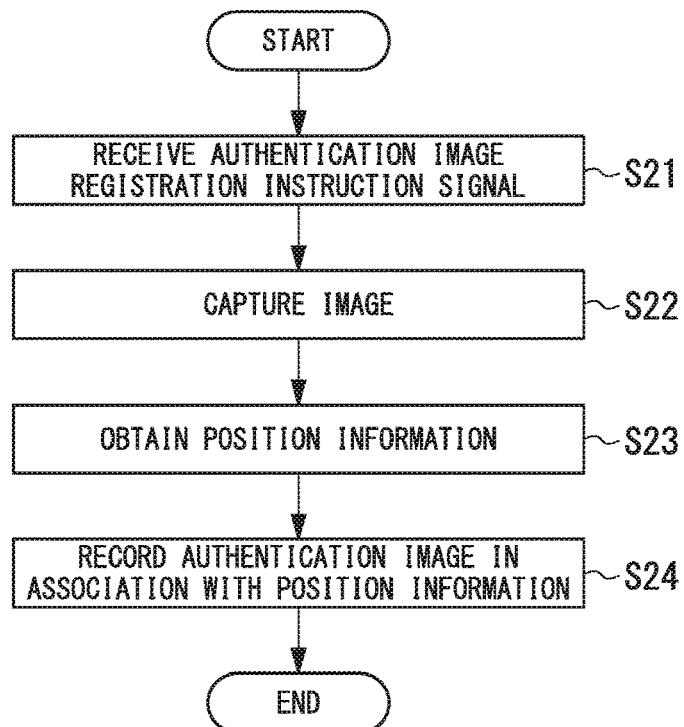 START
RECEIVE AUTHENTICATION IMAGE
REGISTRATION INSTRUCTION SIGNAL
S21
CAPTURE IMAGE
S22
OBTAIN POSITION INFORMATION
S23
RECORD AUTHENTICATION IMAGE IN
ASSOCIATION WITH POSITION INFORMATION
S24
END